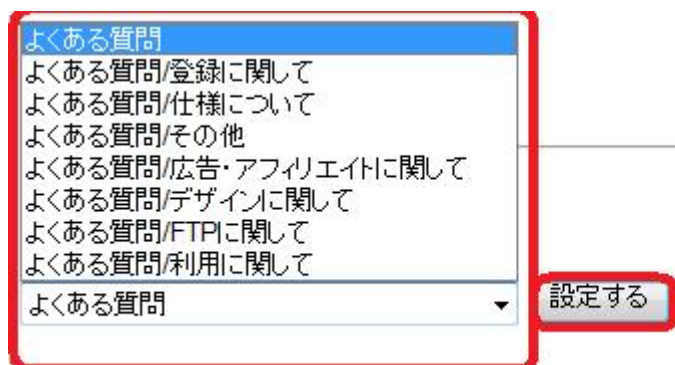 よくある質問
よくある質問/登録に関して
よくある質問/仕様について
よくある質問/その他
よくある質問/広告・アフィリエイトに関して
よくある質問/デザインに関して
よくある質問/FTPに関して
よくある質問/利用に関して
よくある質問
設定する